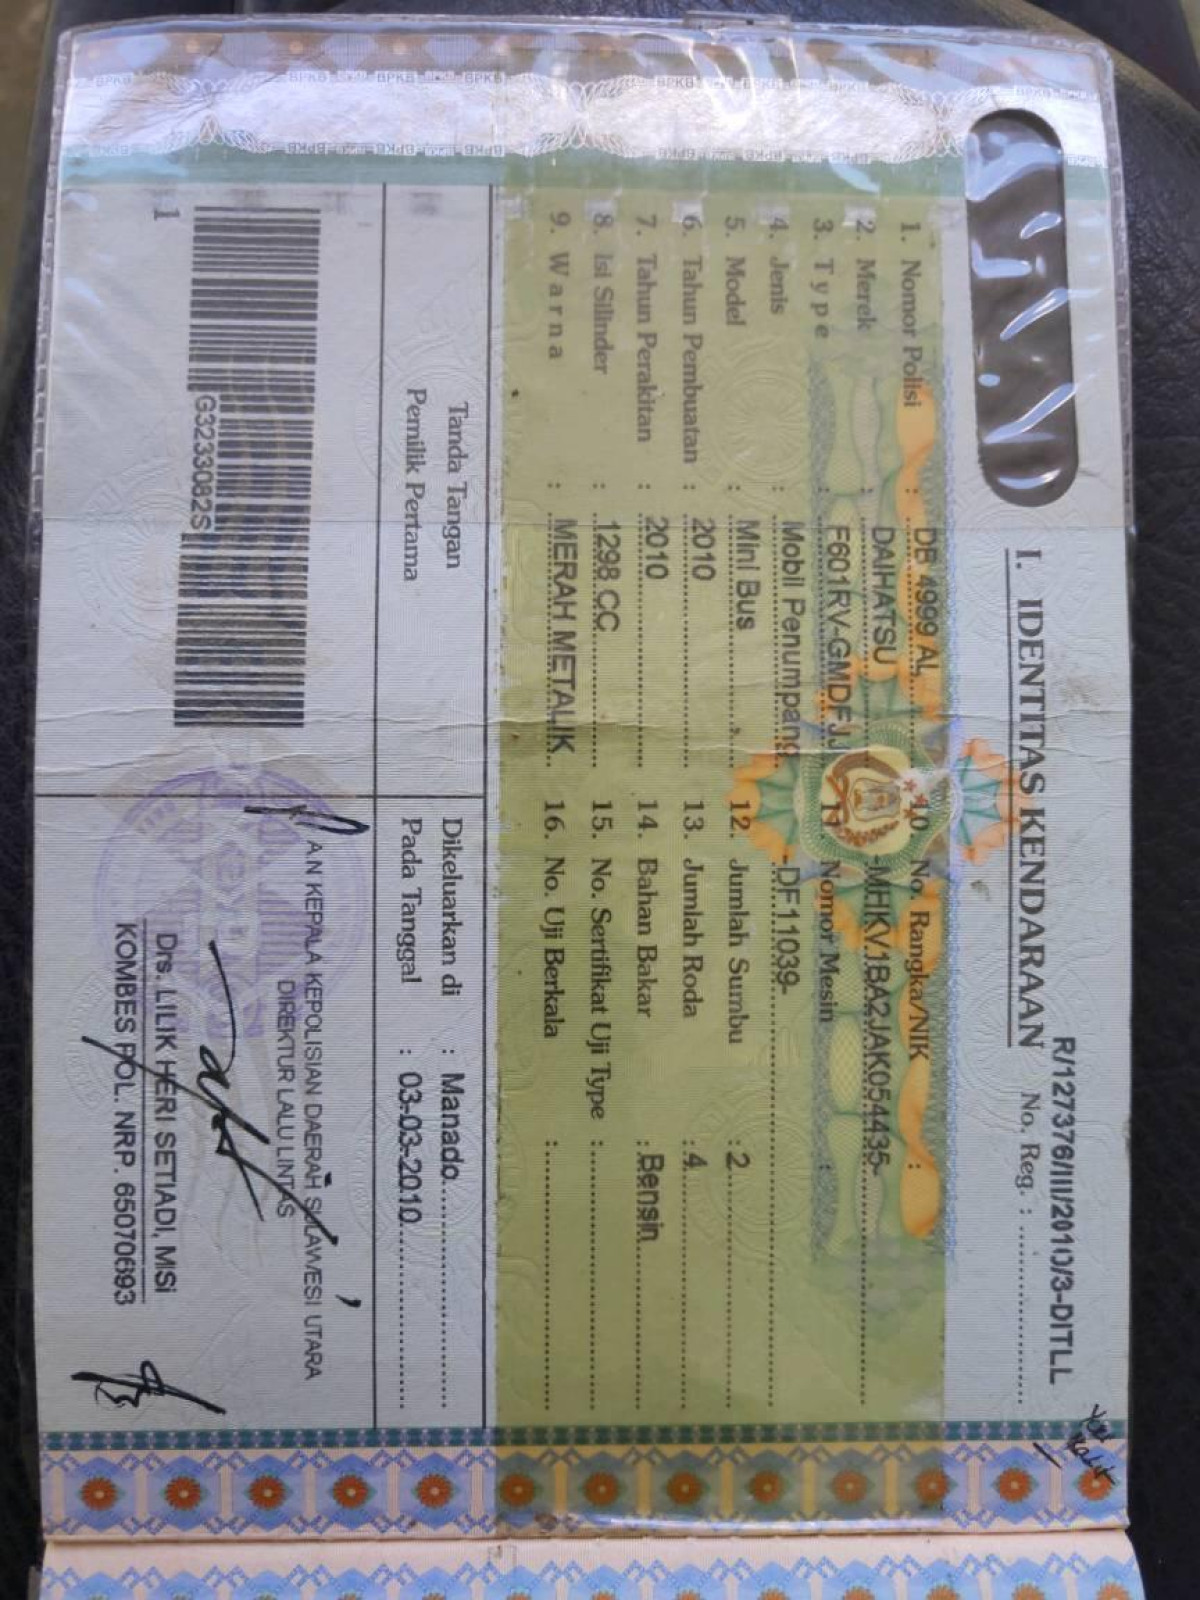 R/127376/III/2010/3-DITLL
I. IDENTITAS KENDARAAN No. Reg. :
1. Nomor Polisi : DB 4999 AL
2. Merek : DAIHATSU
3. Type : F601RV-GMDFJJ
4. Jenis : Mobil Penumpang
5. Model : Mini Bus
6. Tahun Pembuatan : 2010
7. Tahun Perakitan : 2010
8. Isi Silinder : 1298 CC
9. Warna : MERAH METALIK
10. No. Rangka/NIK :
-MHKV1BA2JAK054435-
11. Nomor Mesin :
-DF11039-
12. Jumlah Sumbu : 2
13. Jumlah Roda : 4
14. Bahan Bakar : Bensin
15. No. Sertifikat Uji Type :
16. No. Uji Berkala :
Tanda Tangan
Pemilik Pertama
Dikeluarkan di : Manado
Pada Tanggal : 03-03-2010
AN KEPALA KEPOLISIAN DAERAH SULAWESI UTARA
DIREKTUR LALU LINTAS
G3233082S
Drs. LILIK HERI SETIADI, MSi
KOMBES POL. NRP. 65070693
1